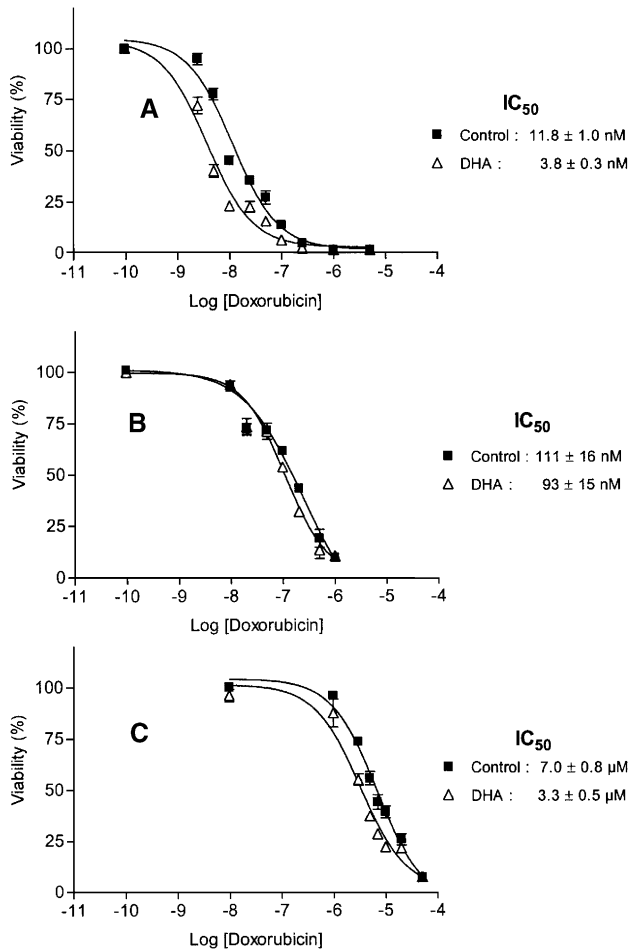 100
75
50
25
0
Viability (%)
A
-11 -10 -9 -8 -7 -6 -5 -4
Log [Doxorubicin]
IC50
Control : 11.8 ± 1.0 nM
DHA : 3.8 ± 0.3 nM
100
75
50
25
0
Viability (%)
B
-11 -10 -9 -8 -7 -6 -5 -4
Log [Doxorubicin]
IC50
Control : 111 ± 16 nM
DHA : 93 ± 15 nM
100
75
50
25
0
Viability (%)
C
-11 -10 -9 -8 -7 -6 -5 -4
Log [Doxorubicin]
IC50
Control : 7.0 ± 0.8 µM
DHA : 3.3 ± 0.5 µM